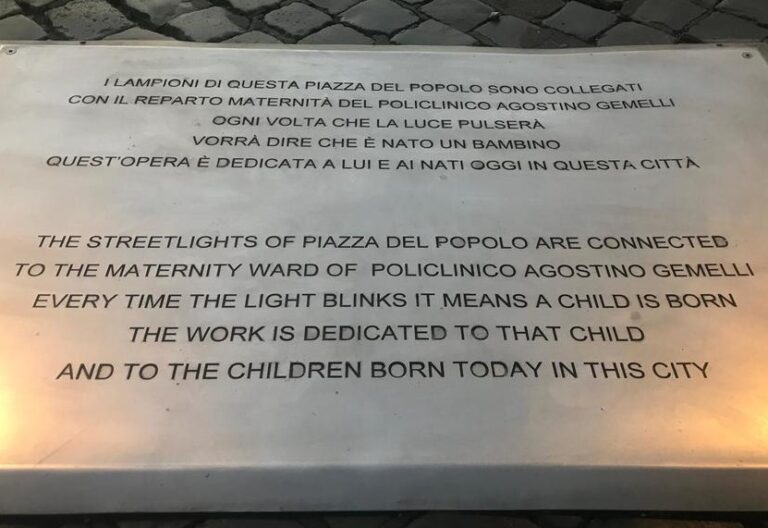 I LAMPIONI DI QUESTA PIAZZA DEL POPOLO SONO COLLEGATI
CON IL REPARTO MATERNITÀ DEL POLICLINICO AGOSTINO GEMELLI
OGNI VOLTA CHE LA LUCE PULSERÀ
VORRÀ DIRE CHE È NATO UN BAMBINO
QUEST'OPERA È DEDICATA A LUI E AI NATI OGGI IN QUESTA CITTÀ
THE STREETLIGHTS OF PIAZZA DEL POPOLO ARE CONNECTED
TO THE MATERNITY WARD OF POLICLINICO AGOSTINO GEMELLI
EVERY TIME THE LIGHT BLINKS IT MEANS A CHILD IS BORN
THE WORK IS DEDICATED TO THAT CHILD
AND TO THE CHILDREN BORN TODAY IN THIS CITY